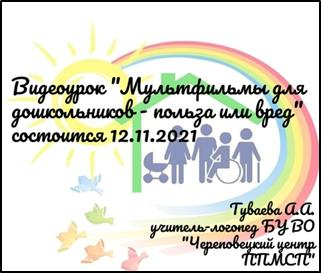 Видеоурок "Мультфильмы для
дошкольников - польза или вред"
состоится 12.11.2021
Туваева А.А.
учитель-логопед БУ ВО
"Череповецкий центр
ППМСП"